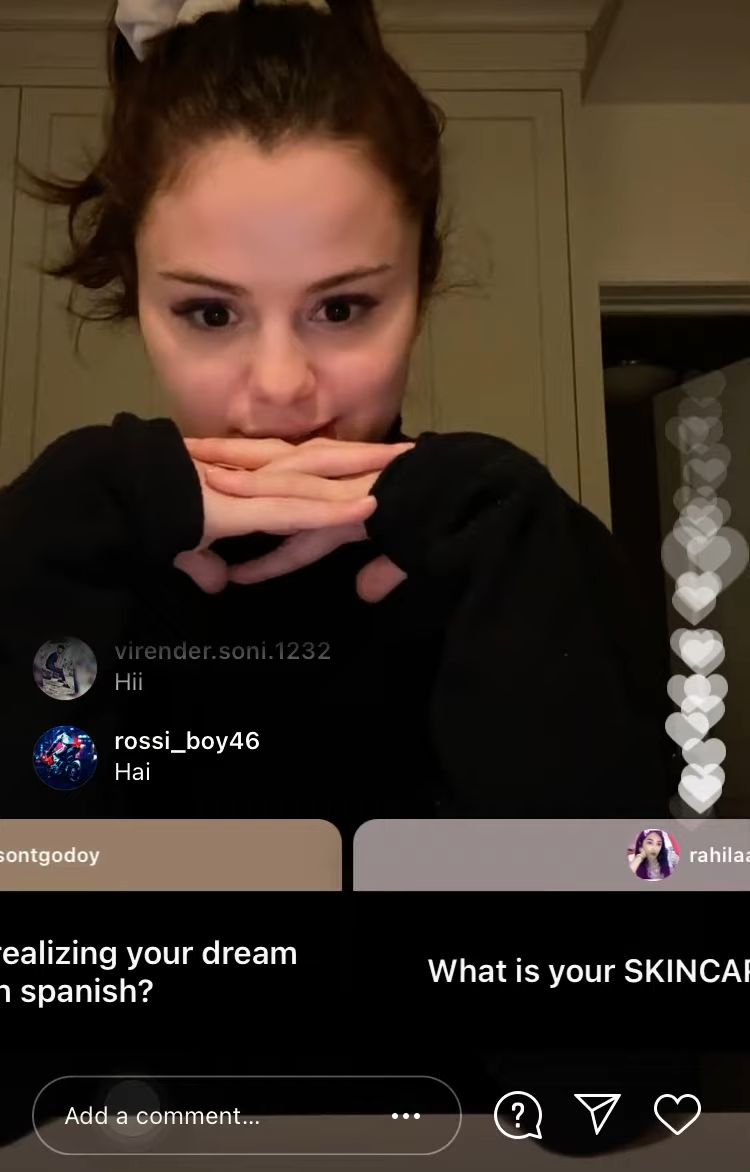 virender.soni.1232
Hii
rossi_boy46
Hai
sontgodoy
realizing your dream
n spanish?
rahilaa
What is your SKINCAR
Add a comment...